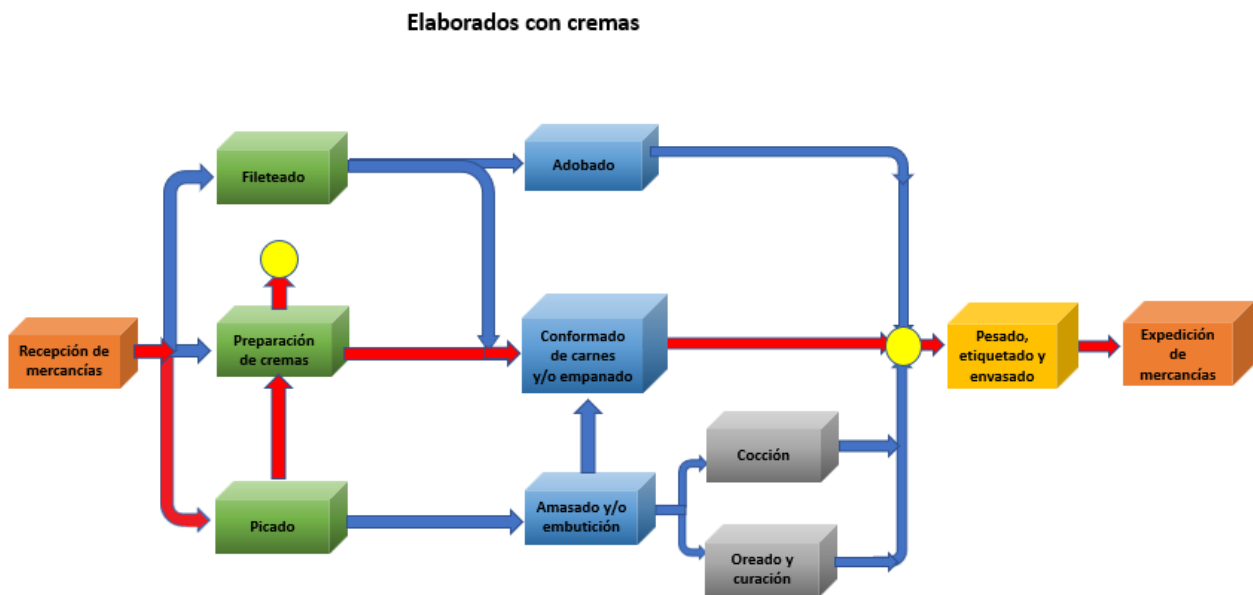 Elaborados con cremas
Fileteado
Adobado
Recepción de
mercancías
Preparación
de cremas
Conformado
de carnes
y/o empanado
Pesado,
etiquetado y
envasado
Expedición
de
mercancías
Cocción
Picado
Amasado y/o
embutición
Oreado y
curación